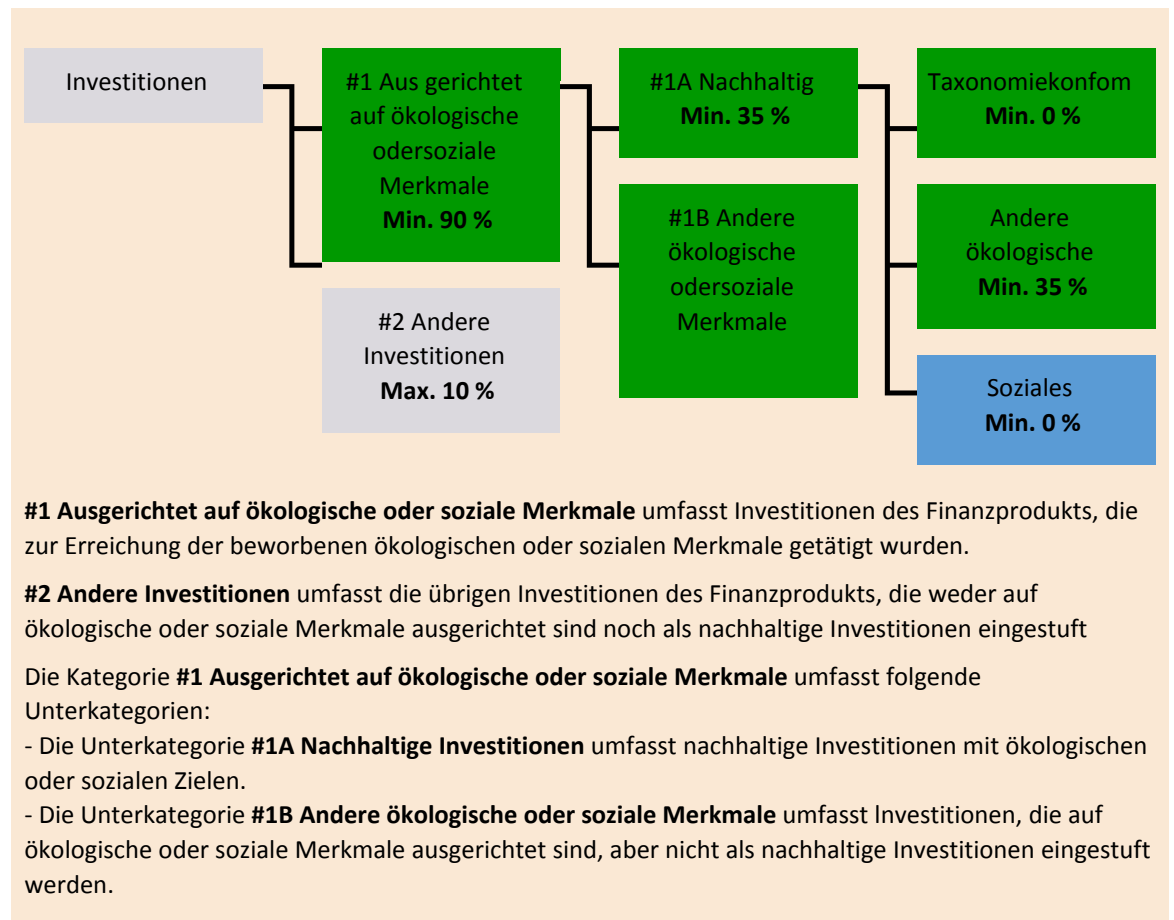 Investitionen
#1 Aus gerichtet
auf ökologische
odersoziale
Merkmale
Min. 90 %
#2 Andere
Investitionen
Max. 10 %
#1A Nachhaltig
Min. 35 %
#1B Andere
ökologische
odersoziale
Merkmale
Taxonomiekonfom
Min. 0 %
Andere
ökologische
Min. 35 %
Soziales
Min. 0 %
#1 Ausgerichtet auf ökologische oder soziale Merkmale umfasst Investitionen des Finanzprodukts, die
zur Erreichung der beworbenen ökologischen oder sozialen Merkmale getätigt wurden.
#2 Andere Investitionen umfasst die übrigen Investitionen des Finanzprodukts, die weder auf
ökologische oder soziale Merkmale ausgerichtet sind noch als nachhaltige Investitionen eingestuft
Die Kategorie #1 Ausgerichtet auf ökologische oder soziale Merkmale umfasst folgende
Unterkategorien:
- Die Unterkategorie #1A Nachhaltige Investitionen umfasst nachhaltige Investitionen mit ökologischen
oder sozialen Zielen.
- Die Unterkategorie #1B Andere ökologische oder soziale Merkmale umfasst lnvestitionen, die auf
ökologische oder soziale Merkmale ausgerichtet sind, aber nicht als nachhaltige Investitionen eingestuft
werden.